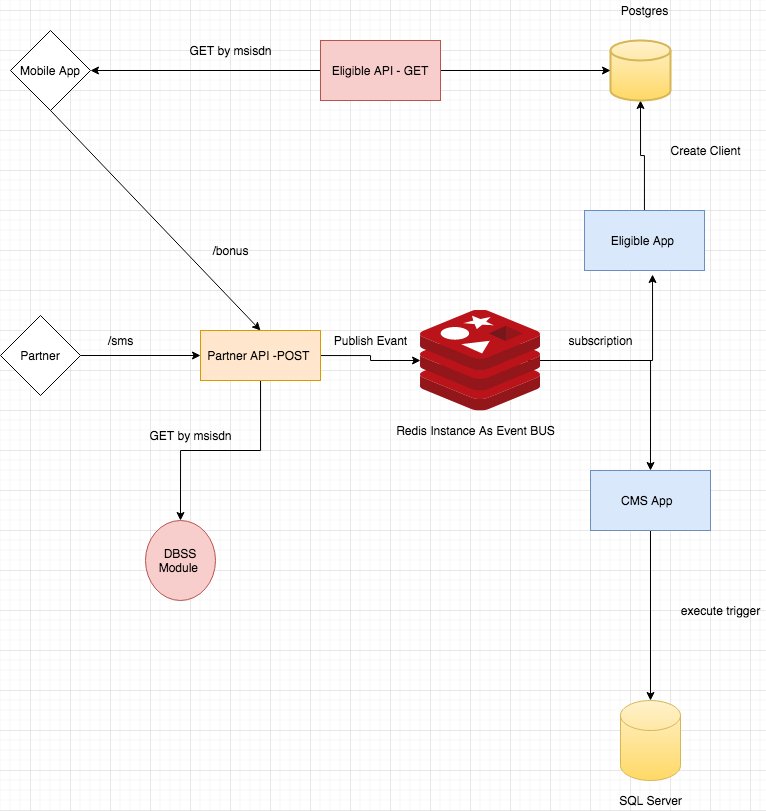 Postgres
GET by msisdn
Mobile App
Eligible API - GET
Create Client
Eligible App
/bonus
/sms
Publish Evant
subscription
Partner
Partner API -POST
Redis Instance As Event BUS
GET by msisdn
CMS App
DBSS
Module
execute trigger
SQL Server